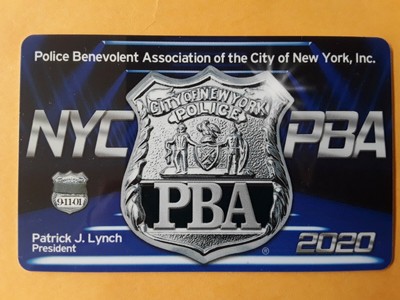 Police Benevolent Association of the City of New York, Inc.
CITY OF NEW YORK
POLICE
NYC PBA
PBA
91101
Patrick J. Lynch
President
2020
®